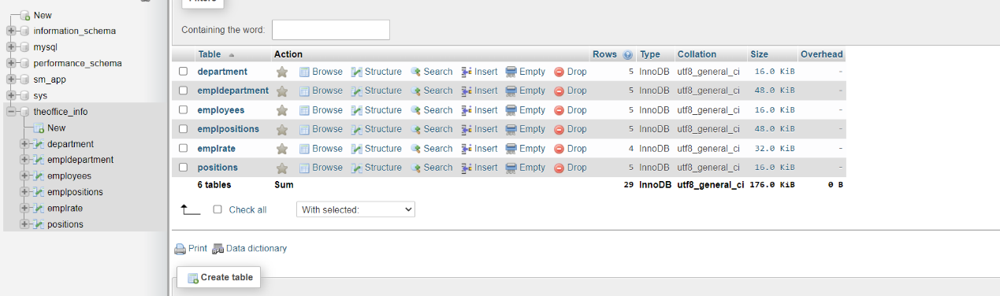 New
information_schema
mysql
performance_schema
sm_app
sys
theoffice_info
New
department
empldepartment
employees
emplpositions
emplrate
positions
Filters
Containing the word:
Table Action Rows Type Collation Size Overhead
department Browse Structure Search Insert Empty Drop 5 InnoDB utf8_general_ci 16.0 KiB -
empldepartment Browse Structure Search Insert Empty Drop 5 InnoDB utf8_general_ci 48.0 KiB -
employees Browse Structure Search Insert Empty Drop 5 InnoDB utf8_general_ci 16.0 KiB -
emplpositions Browse Structure Search Insert Empty Drop 5 InnoDB utf8_general_ci 48.0 KiB -
emplrate Browse Structure Search Insert Empty Drop 4 InnoDB utf8_general_ci 32.0 KiB -
positions Browse Structure Search Insert Empty Drop 5 InnoDB utf8_general_ci 16.0 KiB -
6 tables Sum 29 InnoDB utf8_general_ci 176.0 KiB 0 B
Check all With selected:
Print Data dictionary
Create table